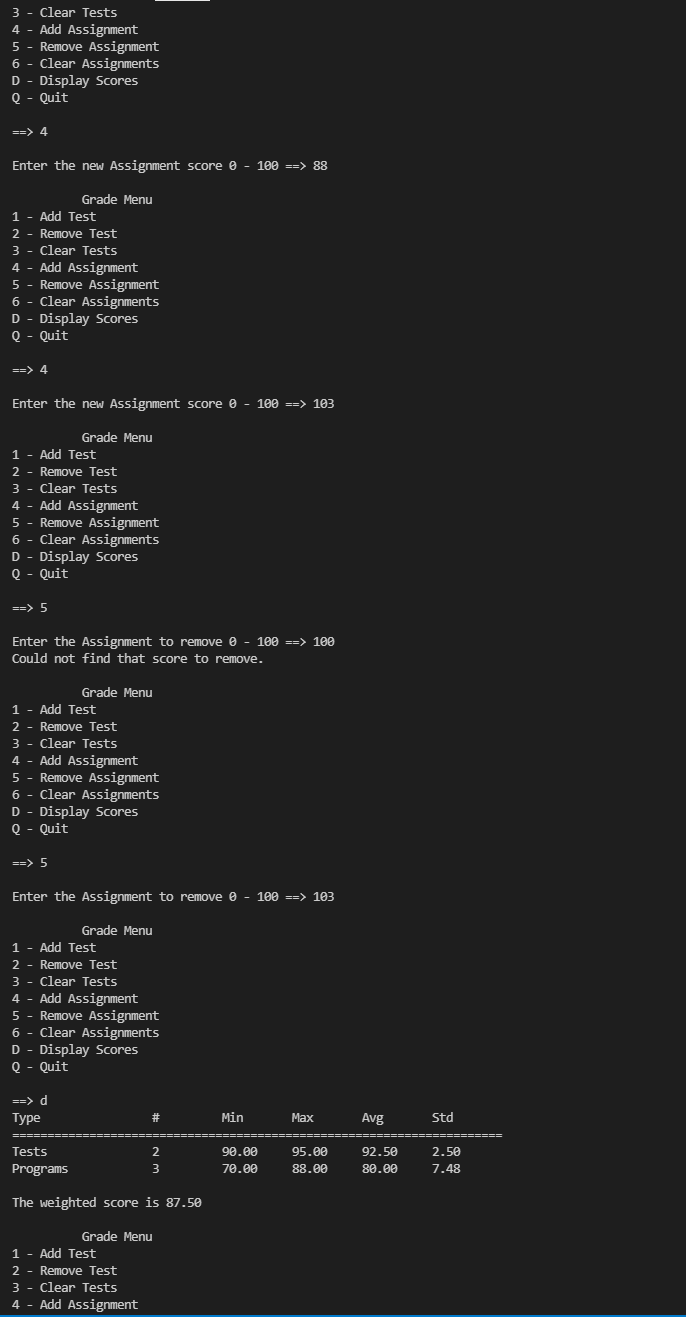 3 - Clear Tests
4 - Add Assignment
5 - Remove Assignment
6 - Clear Assignments
D - Display Scores
Q - Quit
==> 4
Enter the new Assignment score 0 - 100 ==> 88
Grade Menu
1 - Add Test
2 - Remove Test
3 - Clear Tests
4 - Add Assignment
5 - Remove Assignment
6 - Clear Assignments
D - Display Scores
Q - Quit
==> 4
Enter the new Assignment score 0 - 100 ==> 103
Grade Menu
1 - Add Test
2 - Remove Test
3 - Clear Tests
4 - Add Assignment
5 - Remove Assignment
6 - Clear Assignments
D - Display Scores
Q - Quit
==> 5
Enter the Assignment to remove 0 - 100 ==> 100
Could not find that score to remove.
Grade Menu
1 - Add Test
2 - Remove Test
3 - Clear Tests
4 - Add Assignment
5 - Remove Assignment
6 - Clear Assignments
D - Display Scores
Q - Quit
==> 5
Enter the Assignment to remove 0 - 100 ==> 103
Grade Menu
1 - Add Test
2 - Remove Test
3 - Clear Tests
4 - Add Assignment
5 - Remove Assignment
6 - Clear Assignments
D - Display Scores
Q - Quit
==> d
Type # Min Max Avg Std
======================================================================
Tests 2 90.00 95.00 92.50 2.50
Programs 3 70.00 88.00 80.00 7.48
The weighted score is 87.50
Grade Menu
1 - Add Test
2 - Remove Test
3 - Clear Tests
4 - Add Assignment